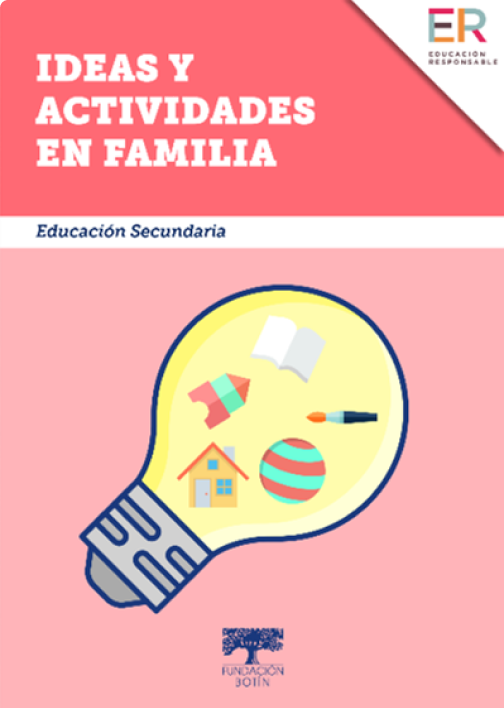 ER
EDUCACIÓN
RESPONSABLE
IDEAS Y
ACTIVIDADES
EN FAMILIA
Educación Secundaria
FUNDACIÓN
BOTÍN